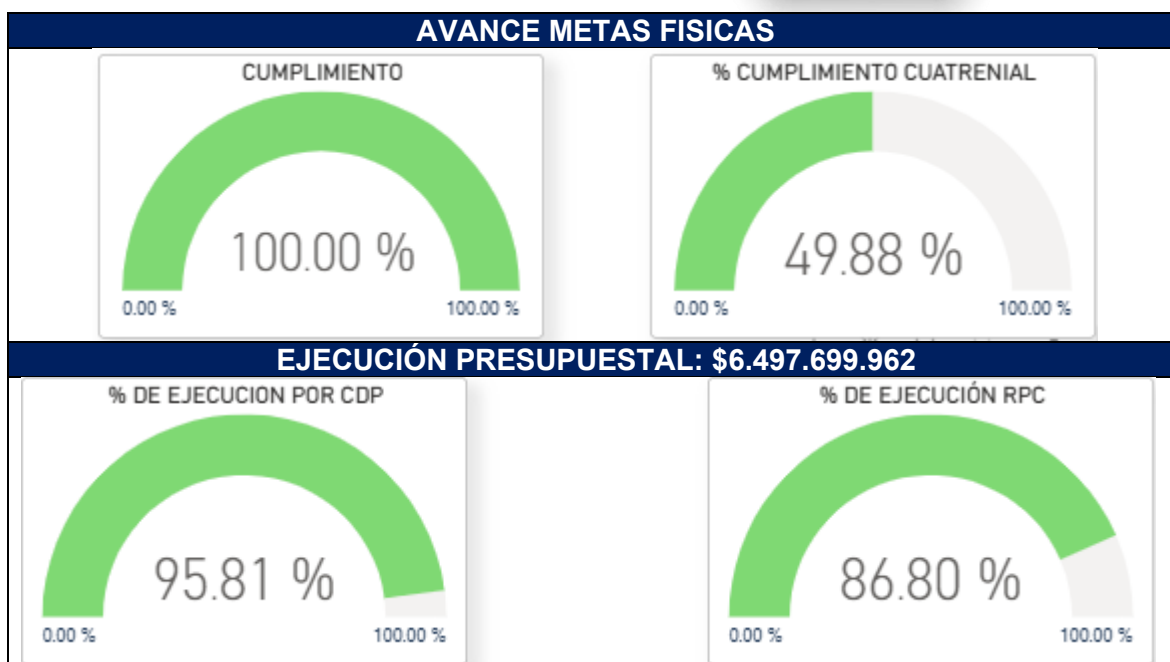 AVANCE METAS FISICAS
CUMPLIMIENTO
100.00 %
0.00 %
100.00 %
% CUMPLIMIENTO CUATRENIAL
49.88 %
0.00 %
100.00 %
EJECUCIÓN PRESUPUESTAL: $6.497.699.962
% DE EJECUCION POR CDP
95.81 %
0.00 %
100.00 %
% DE EJECUCIÓN RPC
86.80 %
0.00 %
100.00 %